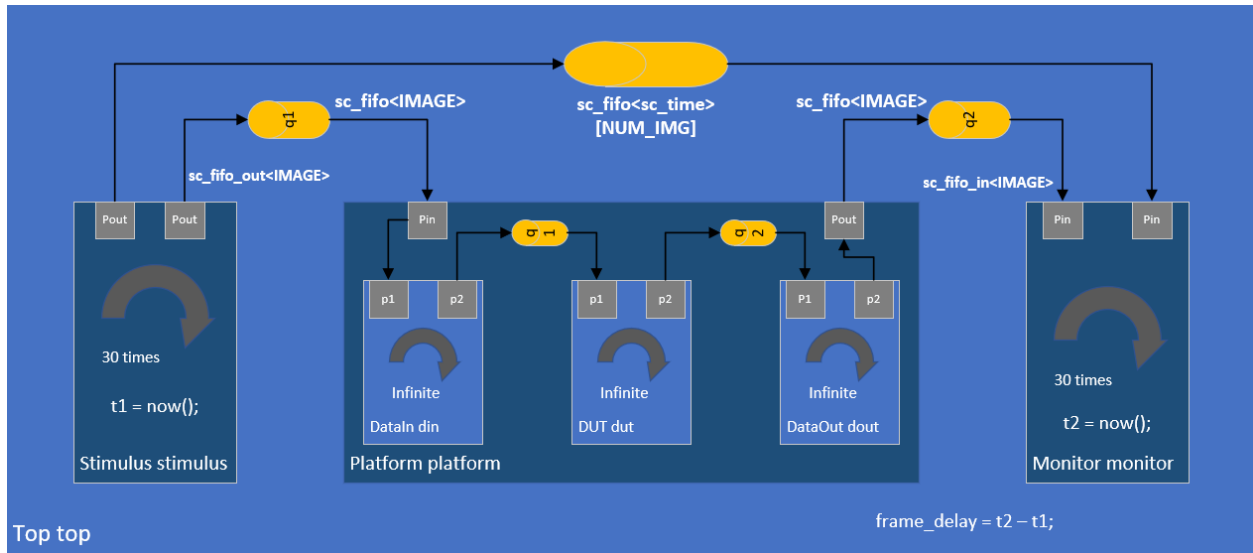 sc_fifo<IMAGE>
q1
sc_fifo<sc_time>
[NUM_IMG]
sc_fifo<IMAGE>
q2
sc_fifo_out<IMAGE>
sc_fifo_in<IMAGE>
Pout
Pout
Pin
q
1
q
2
Pout
Pin
Pin
p1
p2
p1
p2
P1
p2
30 times
t1 = now();
Stimulus stimulus
Infinite
DataIn din
Infinite
DUT dut
Infinite
DataOut dout
Platform platform
30 times
t2 = now();
Monitor monitor
frame_delay = t2 – t1;
Top top